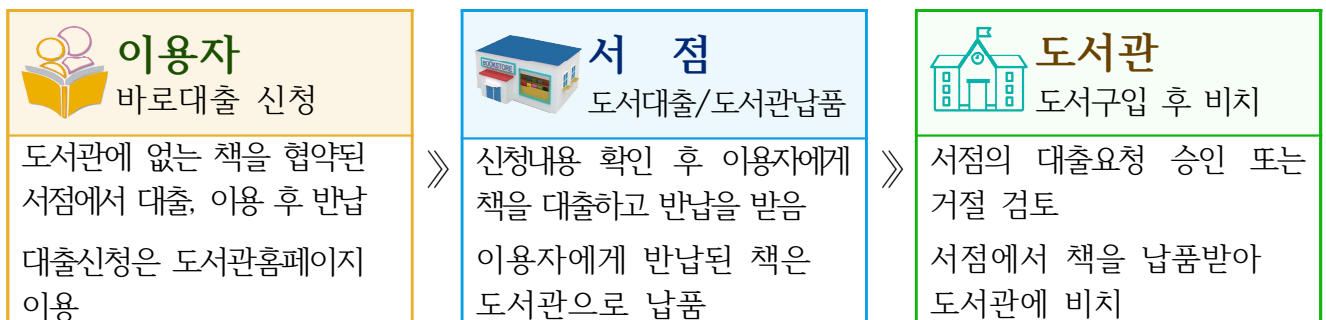 이용자
바로대출 신청
도서관에 없는 책을 협약된
서점에서 대출, 이용 후 반납
대출신청은 도서관홈페이지
이용
》
BOOKSTORE
서 점
도서대출/도서관납품
신청내용 확인 후 이용자에게
책을 대출하고 반납을 받음
이용자에게 반납된 책은
도서관으로 납품
》
도서관
도서구입 후 비치
서점의 대출요청 승인 또는
거절 검토
서점에서 책을 납품받아
도서관에 비치